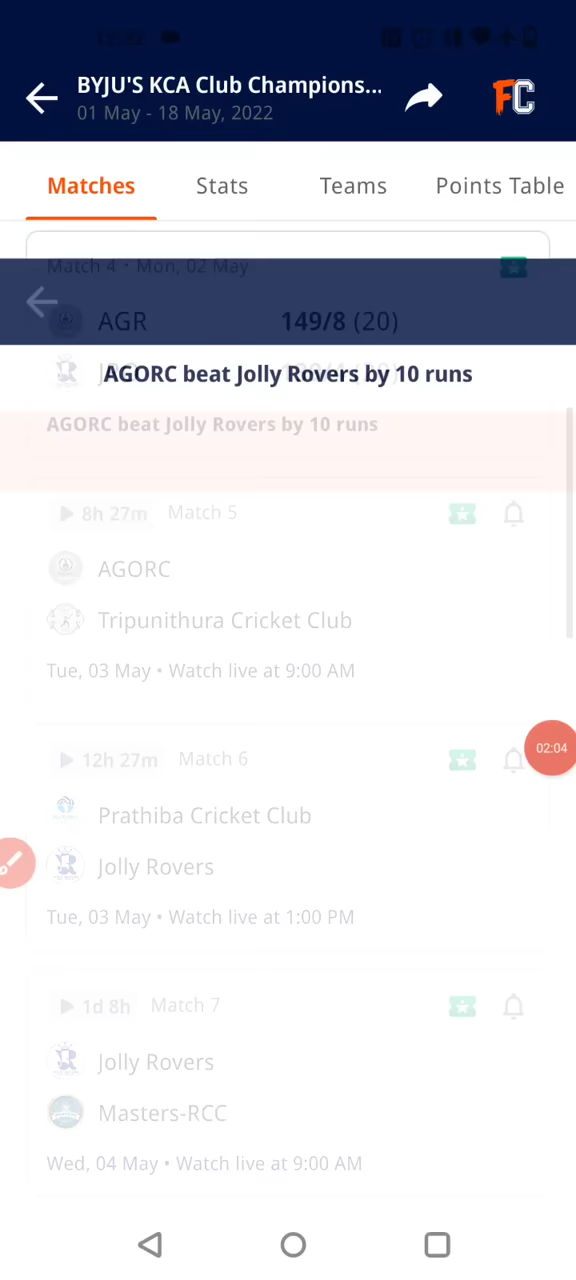 BYJU'S KCA Club Champions...
01 May - 18 May, 2022
FC
Matches Stats Teams Points Table
Match 4 • Mon, 02 May
AGR 149/8 (20)
AGORC beat Jolly Rovers by 10 runs
AGORC beat Jolly Rovers by 10 runs
8h 27m Match 5
AGORC
Tripunithura Cricket Club
Tue, 03 May • Watch live at 9:00 AM
12h 27m Match 6
02:04
Prathiba Cricket Club
Jolly Rovers
Tue, 03 May • Watch live at 1:00 PM
1d 8h Match 7
Jolly Rovers
Masters-RCC
Wed, 04 May • Watch live at 9:00 AM